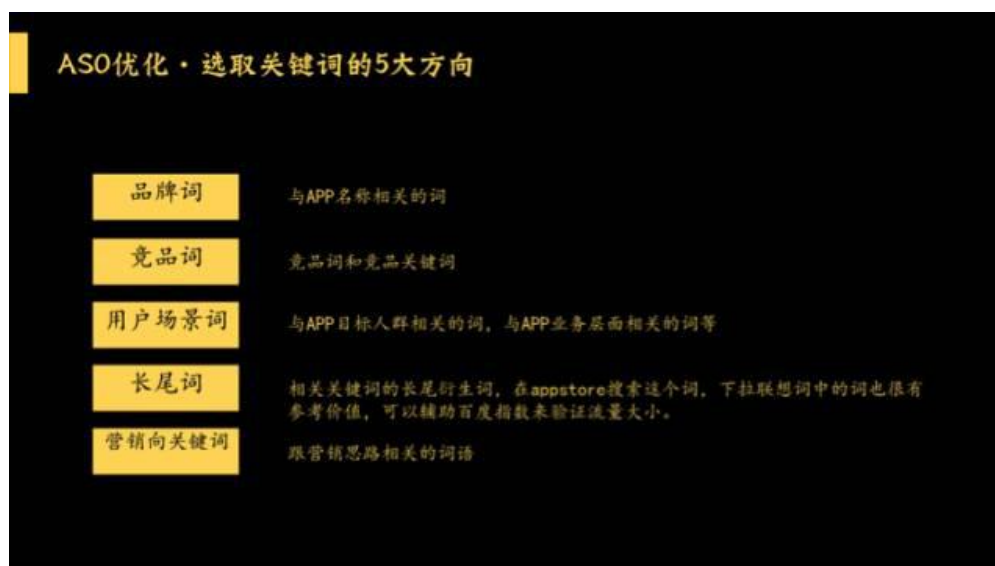 ASO优化·选取关键词的5大方向
品牌词
与APP名称相关的词
竞品词
竞品词和竞品关键词
用户场景词
与APP目标人群相关的词，与APP业务层面相关的词等
长尾词
相关关键词的长尾衍生词，在appstore搜索这个词，下拉联想词中的词也很有
参考价值，可以辅助百度指数来验证流量大小。
营销向关键词
跟营销思路相关的词语